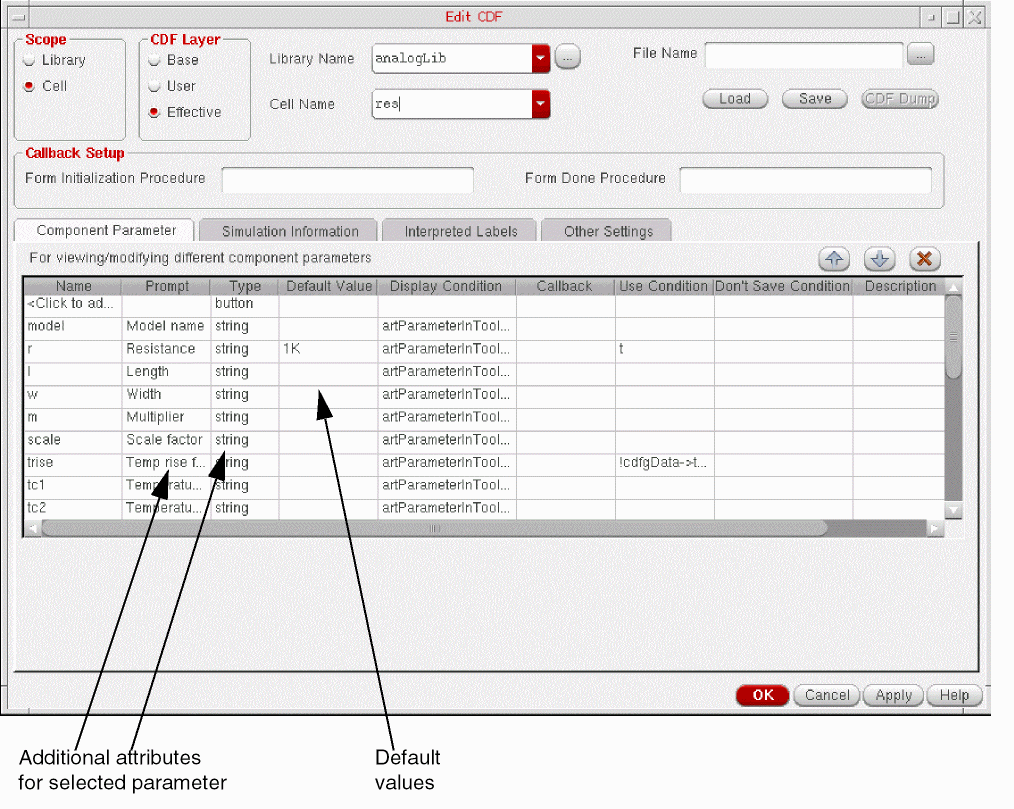 Edit CDF
Scope
Library
Cell
CDF Layer
Base
User
Effective
Library Name analogLib ...
Cell Name res
File Name ...
Load Save CDF Dump
Callback Setup
Form Initialization Procedure Form Done Procedure
Component Parameter Simulation Information Interpreted Labels Other Settings
For viewing/modifying different component parameters
Name Prompt Type Default Value Display Condition Callback Use Condition Don't Save Condition Description
<Click to ad... button
model Model name string artParameterInTool...
r Resistance string 1K artParameterInTool... t
l Length string artParameterInTool...
w Width string artParameterInTool...
m Multiplier string artParameterInTool...
scale Scale factor string artParameterInTool...
trise Temp rise f... string artParameterInTool... !cdfgData->t...
tc1 Temperatu... string artParameterInTool...
tc2 Temperatu... string artParameterInTool...
OK Cancel Apply Help
Additional attributes
for selected parameter
Default
values